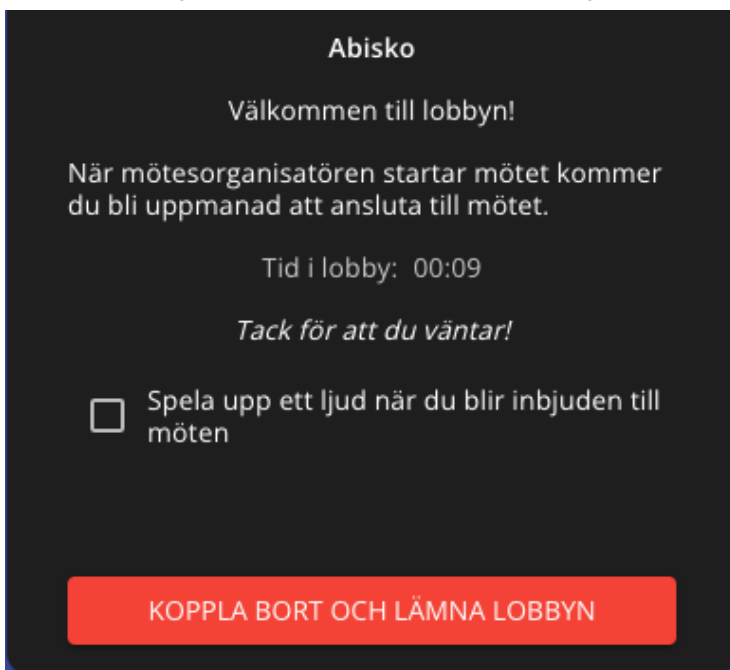 Abisko
Välkommen till lobbyn!
När mötesorganisatören startar mötet kommer
du bli uppmanad att ansluta till mötet.
Tid i lobby: 00:09
Tack för att du väntar!
Spela upp ett ljud när du blir inbjuden till
möten
KOPPLA BORT OCH LÄMNA LOBBYN